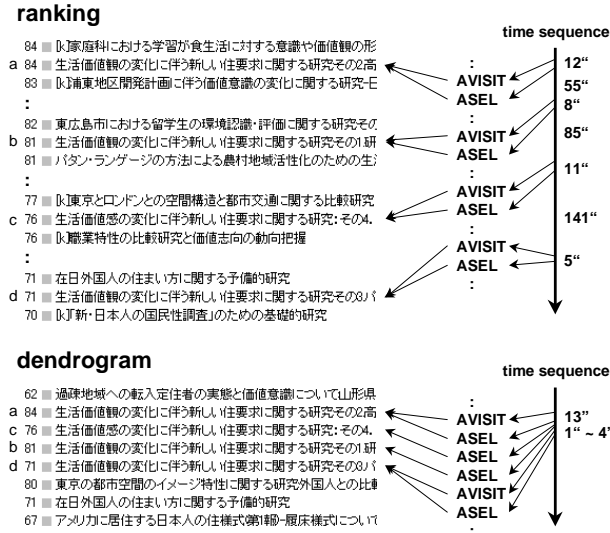 ranking
time sequence
84 ■ [k]家庭科における学習が食生活に対する意識や価値観の形
a 84 ■ 生活価値観の変化に伴う新しい住要求に関する研究その2.高
83 ■ [k]浦東地区開発計画に伴う価値意識の変化に関する研究-E
:
82 ■ 東広島市における留学生の環境認識・評価に関する研究その
b 81 ■ 生活価値観の変化に伴う新しい住要求に関する研究その1.研
81 ■ パタン・ランゲージの方法による農村地域活性化のための生
:
77 ■ [k]東京とロンドンとの空間構造と都市交通に関する比較研究
c 76 ■ 生活価値感の変化に伴う新しい住要求に関する研究:その4.
76 ■ [k]職業特性の比較研究と価値志向の動向把握
:
71 ■ 在日外国人の住まい方に関する予備的研究
d 71 ■ 生活価値観の変化に伴う新しい住要求に関する研究その3.パ
70 ■ [k]「新・日本人の国民性調査」のための基礎的研究
:
AVISIT
ASEL
:
AVISIT
ASEL
:
AVISIT
ASEL
:
AVISIT
ASEL
:
12“
55“
8“
85“
11“
141“
5“
dendrogram
time sequence
62 ■ 過疎地域への転入定住者の実態と価値意識について山形県
a 84 ■ 生活価値観の変化に伴う新しい住要求に関する研究その2.高
c 76 ■ 生活価値感の変化に伴う新しい住要求に関する研究:その4.
b 81 ■ 生活価値観の変化に伴う新しい住要求に関する研究その1.研
d 71 ■ 生活価値観の変化に伴う新しい住要求に関する研究その3.パ
80 ■ 東京の都市空間のイメージ特性に関する研究外国人との比較
71 ■ 在日外国人の住まい方に関する予備的研究
67 ■ アメリカに居住する日本人の住様式(第1報)-履床様式について
:
AVISIT
ASEL
ASEL
ASEL
AVISIT
ASEL
:
13”
1“ ~ 4”